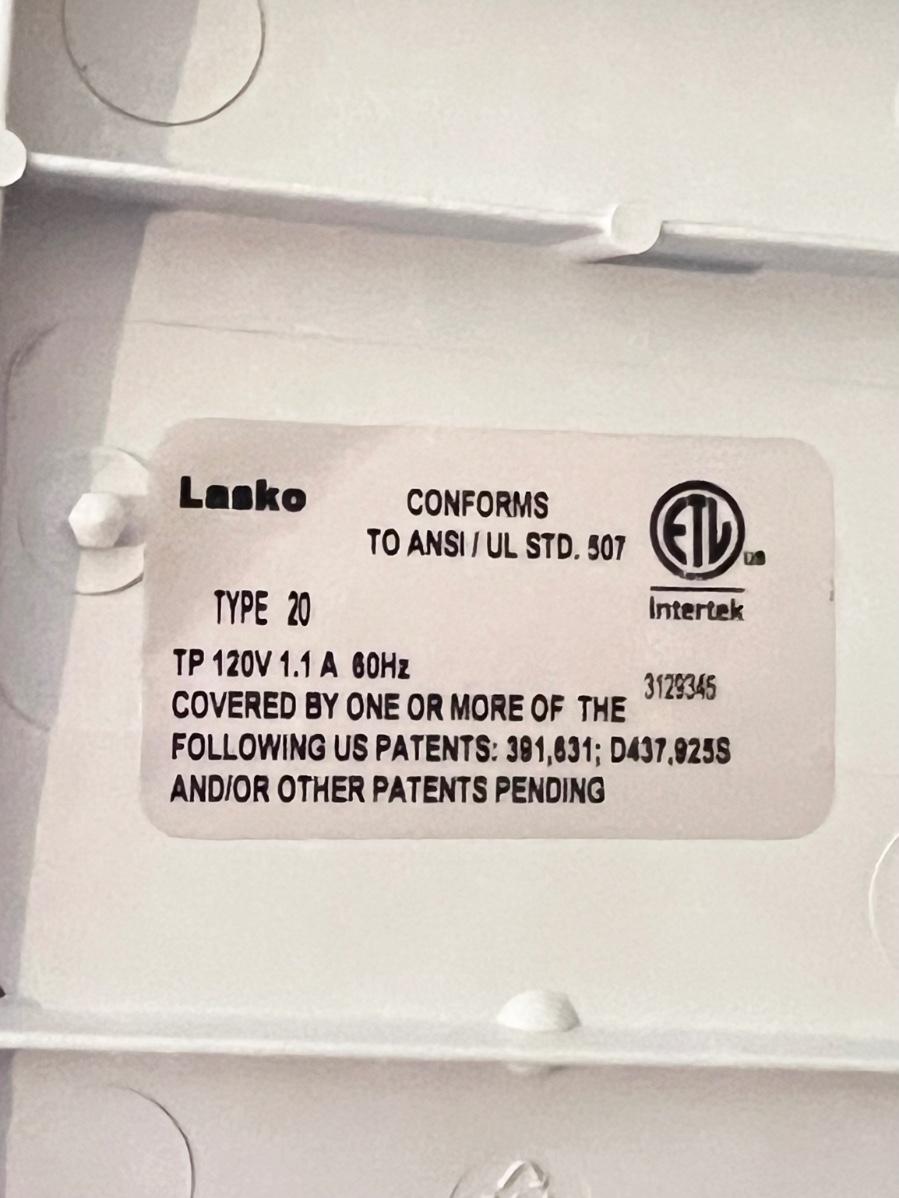 Lasko
CONFORMS
TO ANSI / UL STD. 507
ETL
US
Intertek
TYPE 20
TP 120V 1.1 A 60Hz
3129345
COVERED BY ONE OR MORE OF THE
FOLLOWING US PATENTS: 391,631; D437,925S
AND/OR OTHER PATENTS PENDING